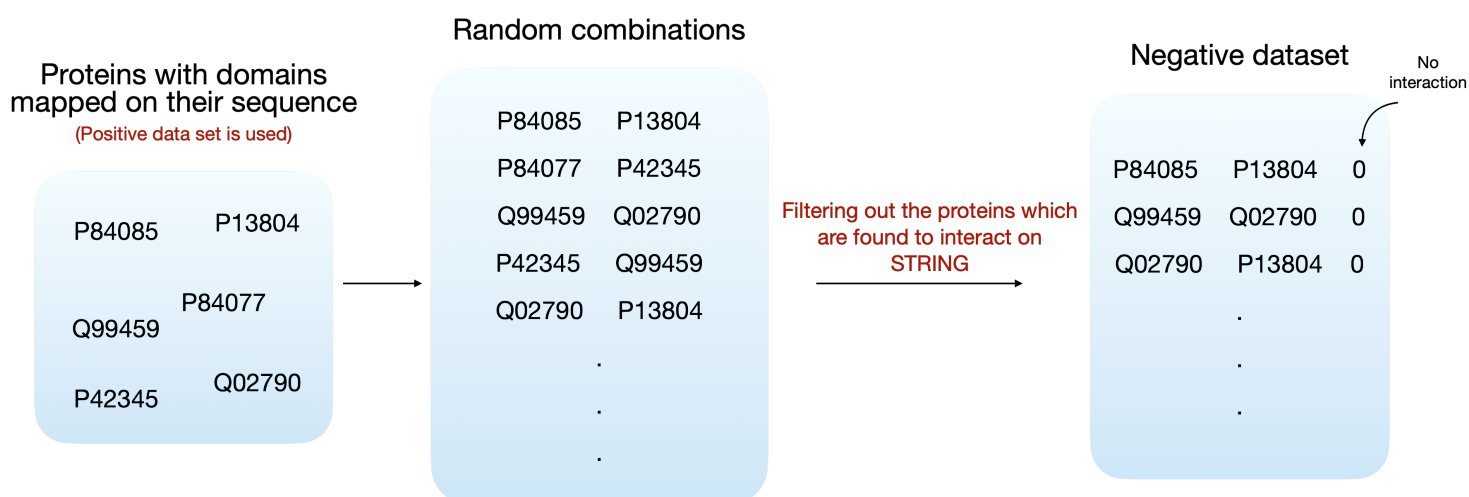 Proteins with domains
mapped on their sequence
(Positive data set is used)
P84085
P13804
P84077
Q99459
Q02790
P42345
Random combinations
P84085 P13804
P84077 P42345
Q99459 Q02790
P42345 Q99459
Q02790 P13804
.
.
.
Filtering out the proteins which
are found to interact on
STRING
Negative dataset
No
interaction
P84085 P13804 0
Q99459 Q02790 0
Q02790 P13804 0
.
.
.